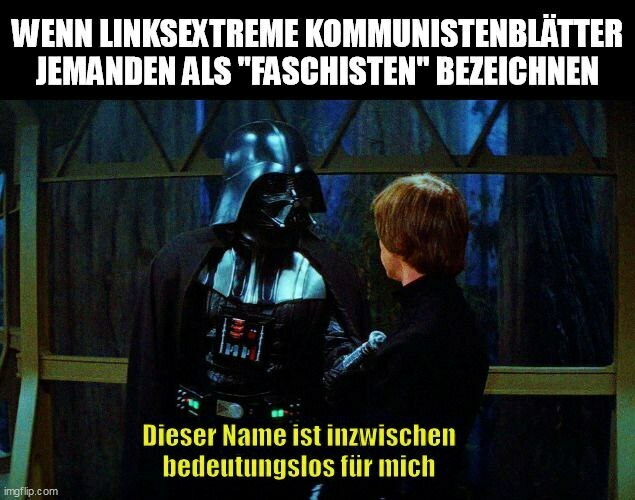 WENN LINKSEXTREME KOMMUNISTENBLÄTTER
JEMANDEN ALS "FASCHISTEN" BEZEICHNEN
Dieser Name ist inzwischen
bedeutungslos für mich
imgflip.com